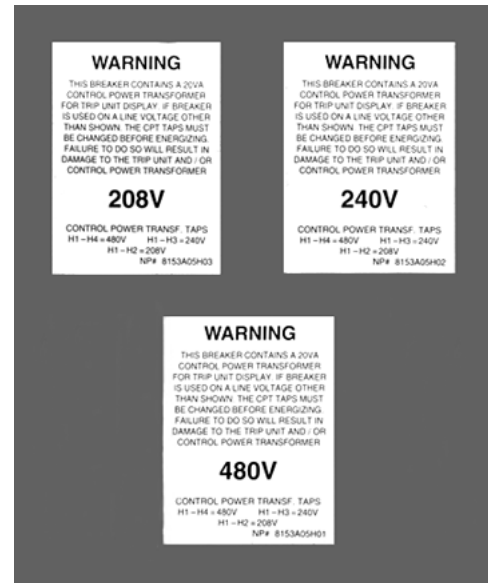 WARNING
THIS BREAKER CONTAINS A 20VA
CONTROL POWER TRANSFORMER
FOR TRIP UNIT DISPLAY. IF BREAKER
IS USED ON A LINE VOLTAGE OTHER
THAN SHOWN THE CPT TAPS MUST
BE CHANGED BEFORE ENERGIZING.
FAILURE TO DO SO WILL RESULT IN
DAMAGE TO THE TRIP UNIT AND / OR
CONTROL POWER TRANSFORMER
208V
CONTROL POWER TRANSF. TAPS
H1-H4=480V H1-H3=240V
H1-H2=208V
NP# 8153A05H03
WARNING
THIS BREAKER CONTAINS A 20VA
CONTROL POWER TRANSFORMER
FOR TRIP UNIT DISPLAY. IF BREAKER
IS USED ON A LINE VOLTAGE OTHER
THAN SHOWN. THE CPT TAPS MUST
BE CHANGED BEFORE ENERGIZING.
FAILURE TO DO SO WILL RESULT IN
DAMAGE TO THE TRIP UNIT AND / OR
CONTROL POWER TRANSFORMER
240V
CONTROL POWER TRANSF. TAPS
H1-H4=480V H1-H3=240V
H1-H2=208V
NP# 8153A05H02
WARNING
THIS BREAKER CONTAINS A 20VA
CONTROL POWER TRANSFORMER
FOR TRIP UNIT DISPLAY. IF BREAKER
IS USED ON A LINE VOLTAGE OTHER
THAN SHOWN THE CPT TAPS MUST
BE CHANGED BEFORE ENERGIZING.
FAILURE TO DO SO WILL RESULT IN
DAMAGE TO THE TRIP UNIT AND / OR
CONTROL POWER TRANSFORMER
480V
CONTROL POWER TRANSF. TAPS
H1-H4=480V H1-H3=240V
H1-H2=208V
NP# 8153A05H01